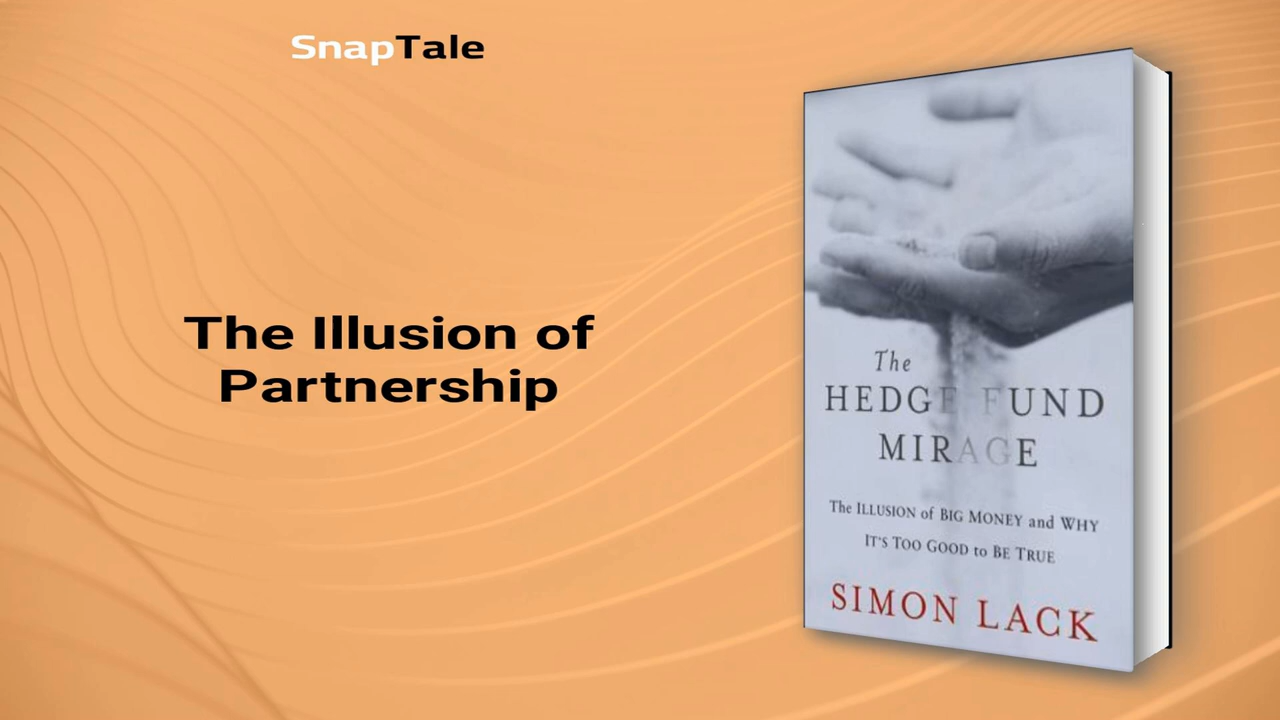 SnapTale
The Illusion of
Partnership
The
HEDGE FUND
MIRAGE
The ILLUSION of BIG MONEY and WHY
IT'S TOO GOOD to BE TRUE
SIMON LACK